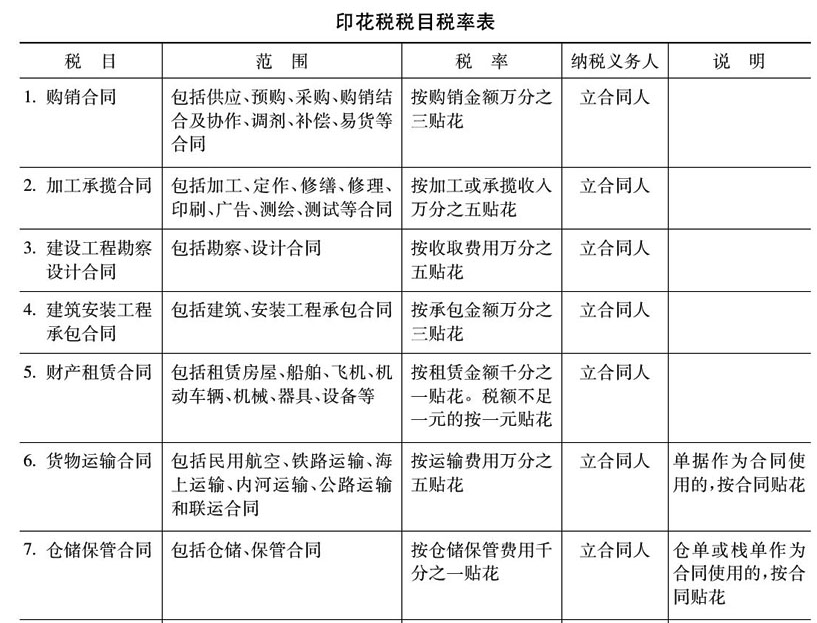 印花税税目税率表
税 目 范 围 税 率 纳税义务人 说 明
1. 购销合同 包括供应、预购、采购、购销结 按购销金额万分之 立合同人
合及协作、调剂、补偿、易货等 三贴花
合同
2. 加工承揽合同 包括加工、定作、修缮、修理、 按加工或承揽收入 立合同人
印刷、广告、测绘、测试等合同 万分之五贴花
3. 建设工程勘察 包括勘察、设计合同 按收取费用万分之 立合同人
设计合同 五贴花
4. 建筑安装工程 包括建筑、安装工程承包合同 按承包金额万分之 立合同人
承包合同 三贴花
5. 财产租赁合同 包括租赁房屋、船舶、飞机、机 按租赁金额千分之 立合同人
动车辆、机械、器具、设备等 一贴花。税额不足
一元的按一元贴花
6. 货物运输合同 包括民用航空、铁路运输、海 按运输费用万分之 立合同人 单据作为合同使
上运输、内河运输、公路运输 五贴花 用的,按合同贴花
和联运合同
7. 仓储保管合同 包括仓储、保管合同 按仓储保管费用千 立合同人 仓单或栈单作为
分之一贴花 合同使用的,按合
同贴花